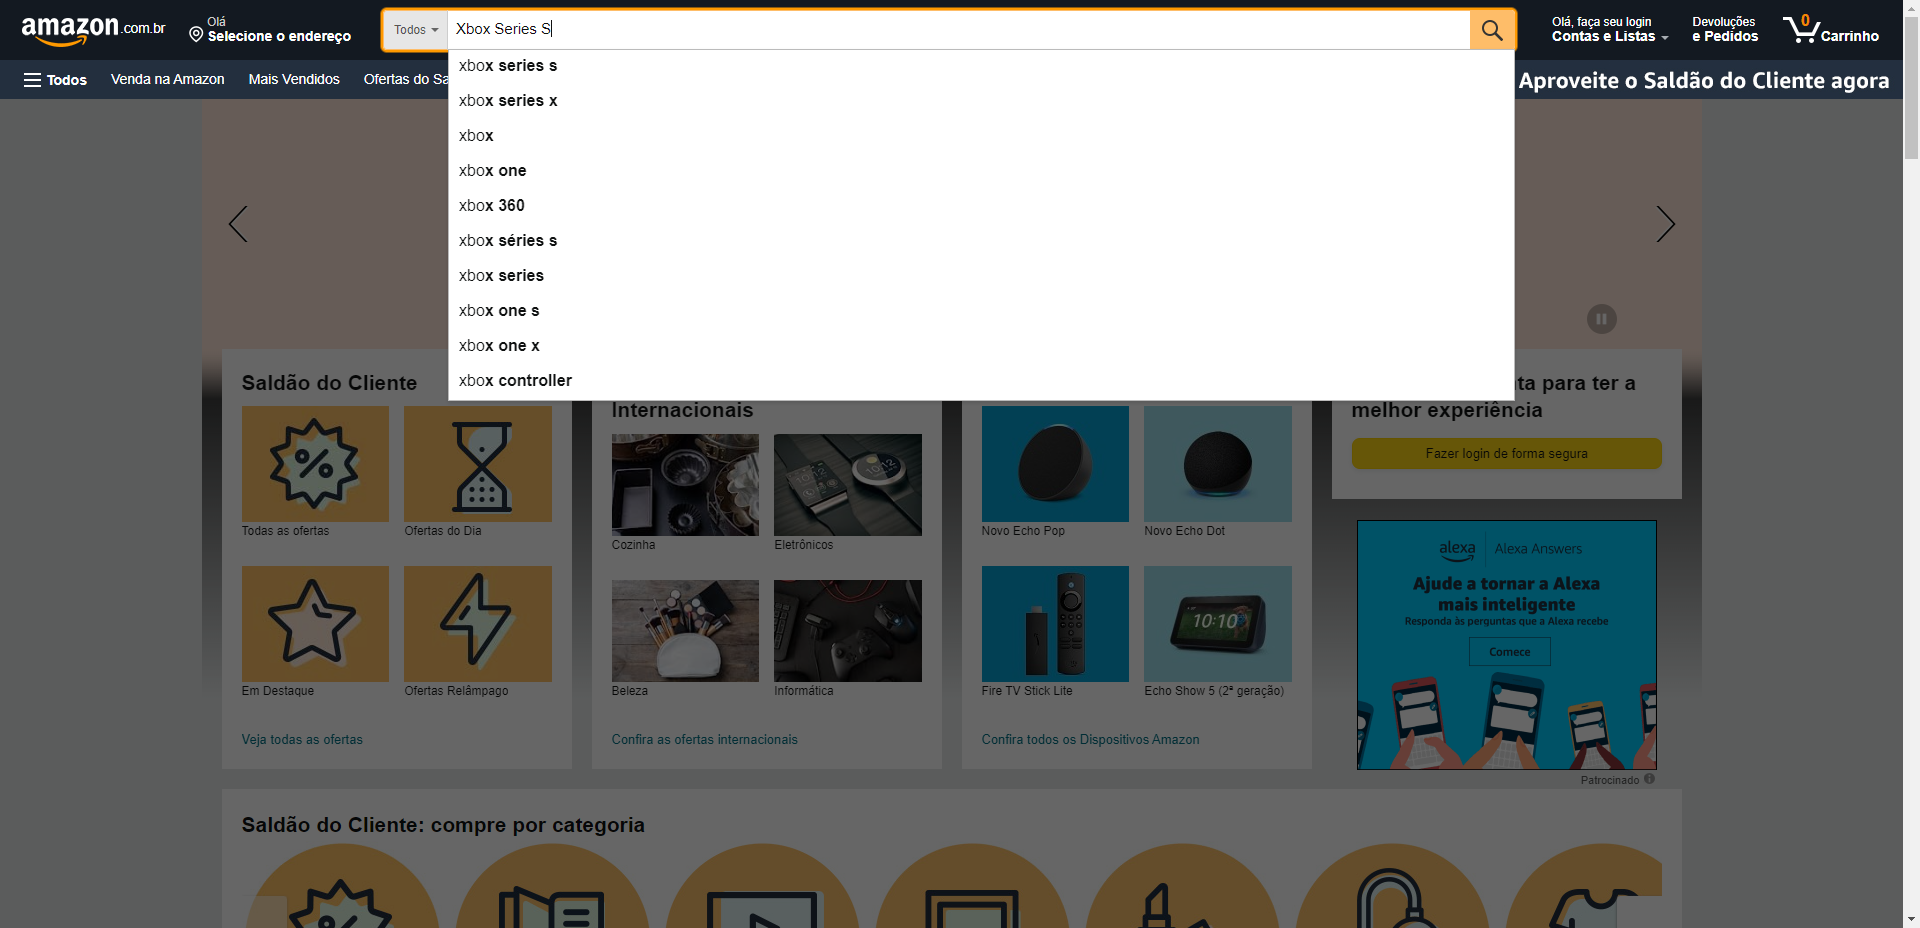 amazon.com.br
Olá
Selecione o endereço
Todos
Xbox Series S
Olá, faça seu login
Contas e Listas
Devoluções
e Pedidos
0
Carrinho
Todos
Venda na Amazon
Mais Vendidos
Ofertas do
Aproveite o Saldão do Cliente agora
xbox series s
xbox series x
xbox
xbox one
xbox 360
xbox séries s
xbox series
xbox one s
xbox one x
xbox controller
Saldão do Cliente
Todas as ofertas
Ofertas do Dia
Em Destaque
Ofertas Relâmpago
Veja todas as ofertas
Internacionais
Cozinha
Eletrônicos
Beleza
Informática
Confira as ofertas internacionais
Novo Echo Pop
Novo Echo Dot
10:10
Fire TV Stick Lite
Echo Show 5 (2ª geração)
Confira todos os Dispositivos Amazon
para ter a
melhor experiência
Fazer login de forma segura
alexa
Alexa Answers
Ajude a tornar a Alexa
mais inteligente
Responda às perguntas que a Alexa recebe
Comece
Patrocinado
Saldão do Cliente: compre por categoria